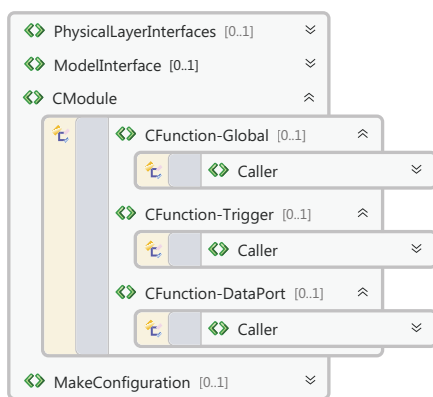 PhysicalLayerInterfaces [0..1]
ModelInterface [0..1]
CModule
CFunction-Global [0..1]
Caller
CFunction-Trigger [0..1]
Caller
CFunction-DataPort [0..1]
Caller
MakeConfiguration [0..1]